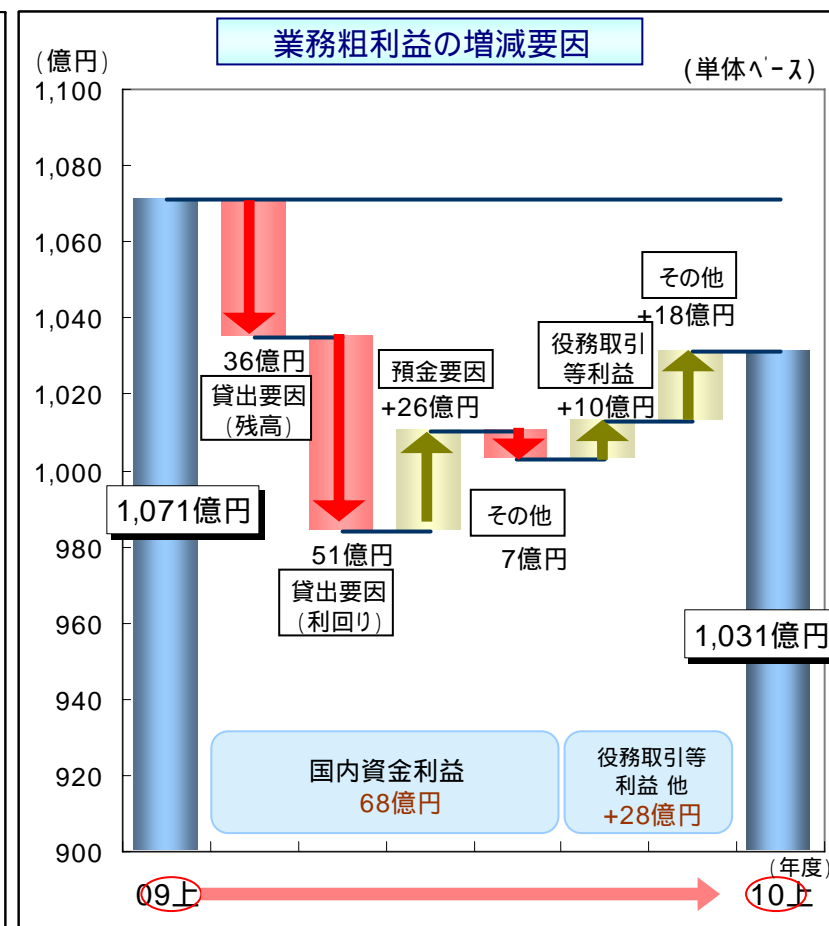 業務粗利益の増減要因
(億円)
(単体ベース)
1,100
1,080
1,060
1,040
1,020
1,000
980
960
940
920
900
1,071億円
36億円
貸出要因
(残高)
51億円
貸出要因
(利回り)
預金要因
+26億円
その他
7億円
役務取引
等利益
+10億円
その他
+18億円
1,031億円
国内資金利益
68億円
役務取引等
利益 他
+28億円
(年度)
09上
10上